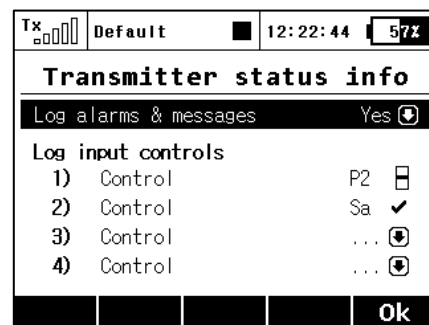 Tx Default 12:22:44 57%
Transmitter status info
Log alarms & messages Yes
Log input controls
1) Control P2
2) Control Sa
3) Control ...
4) Control ...
Ok